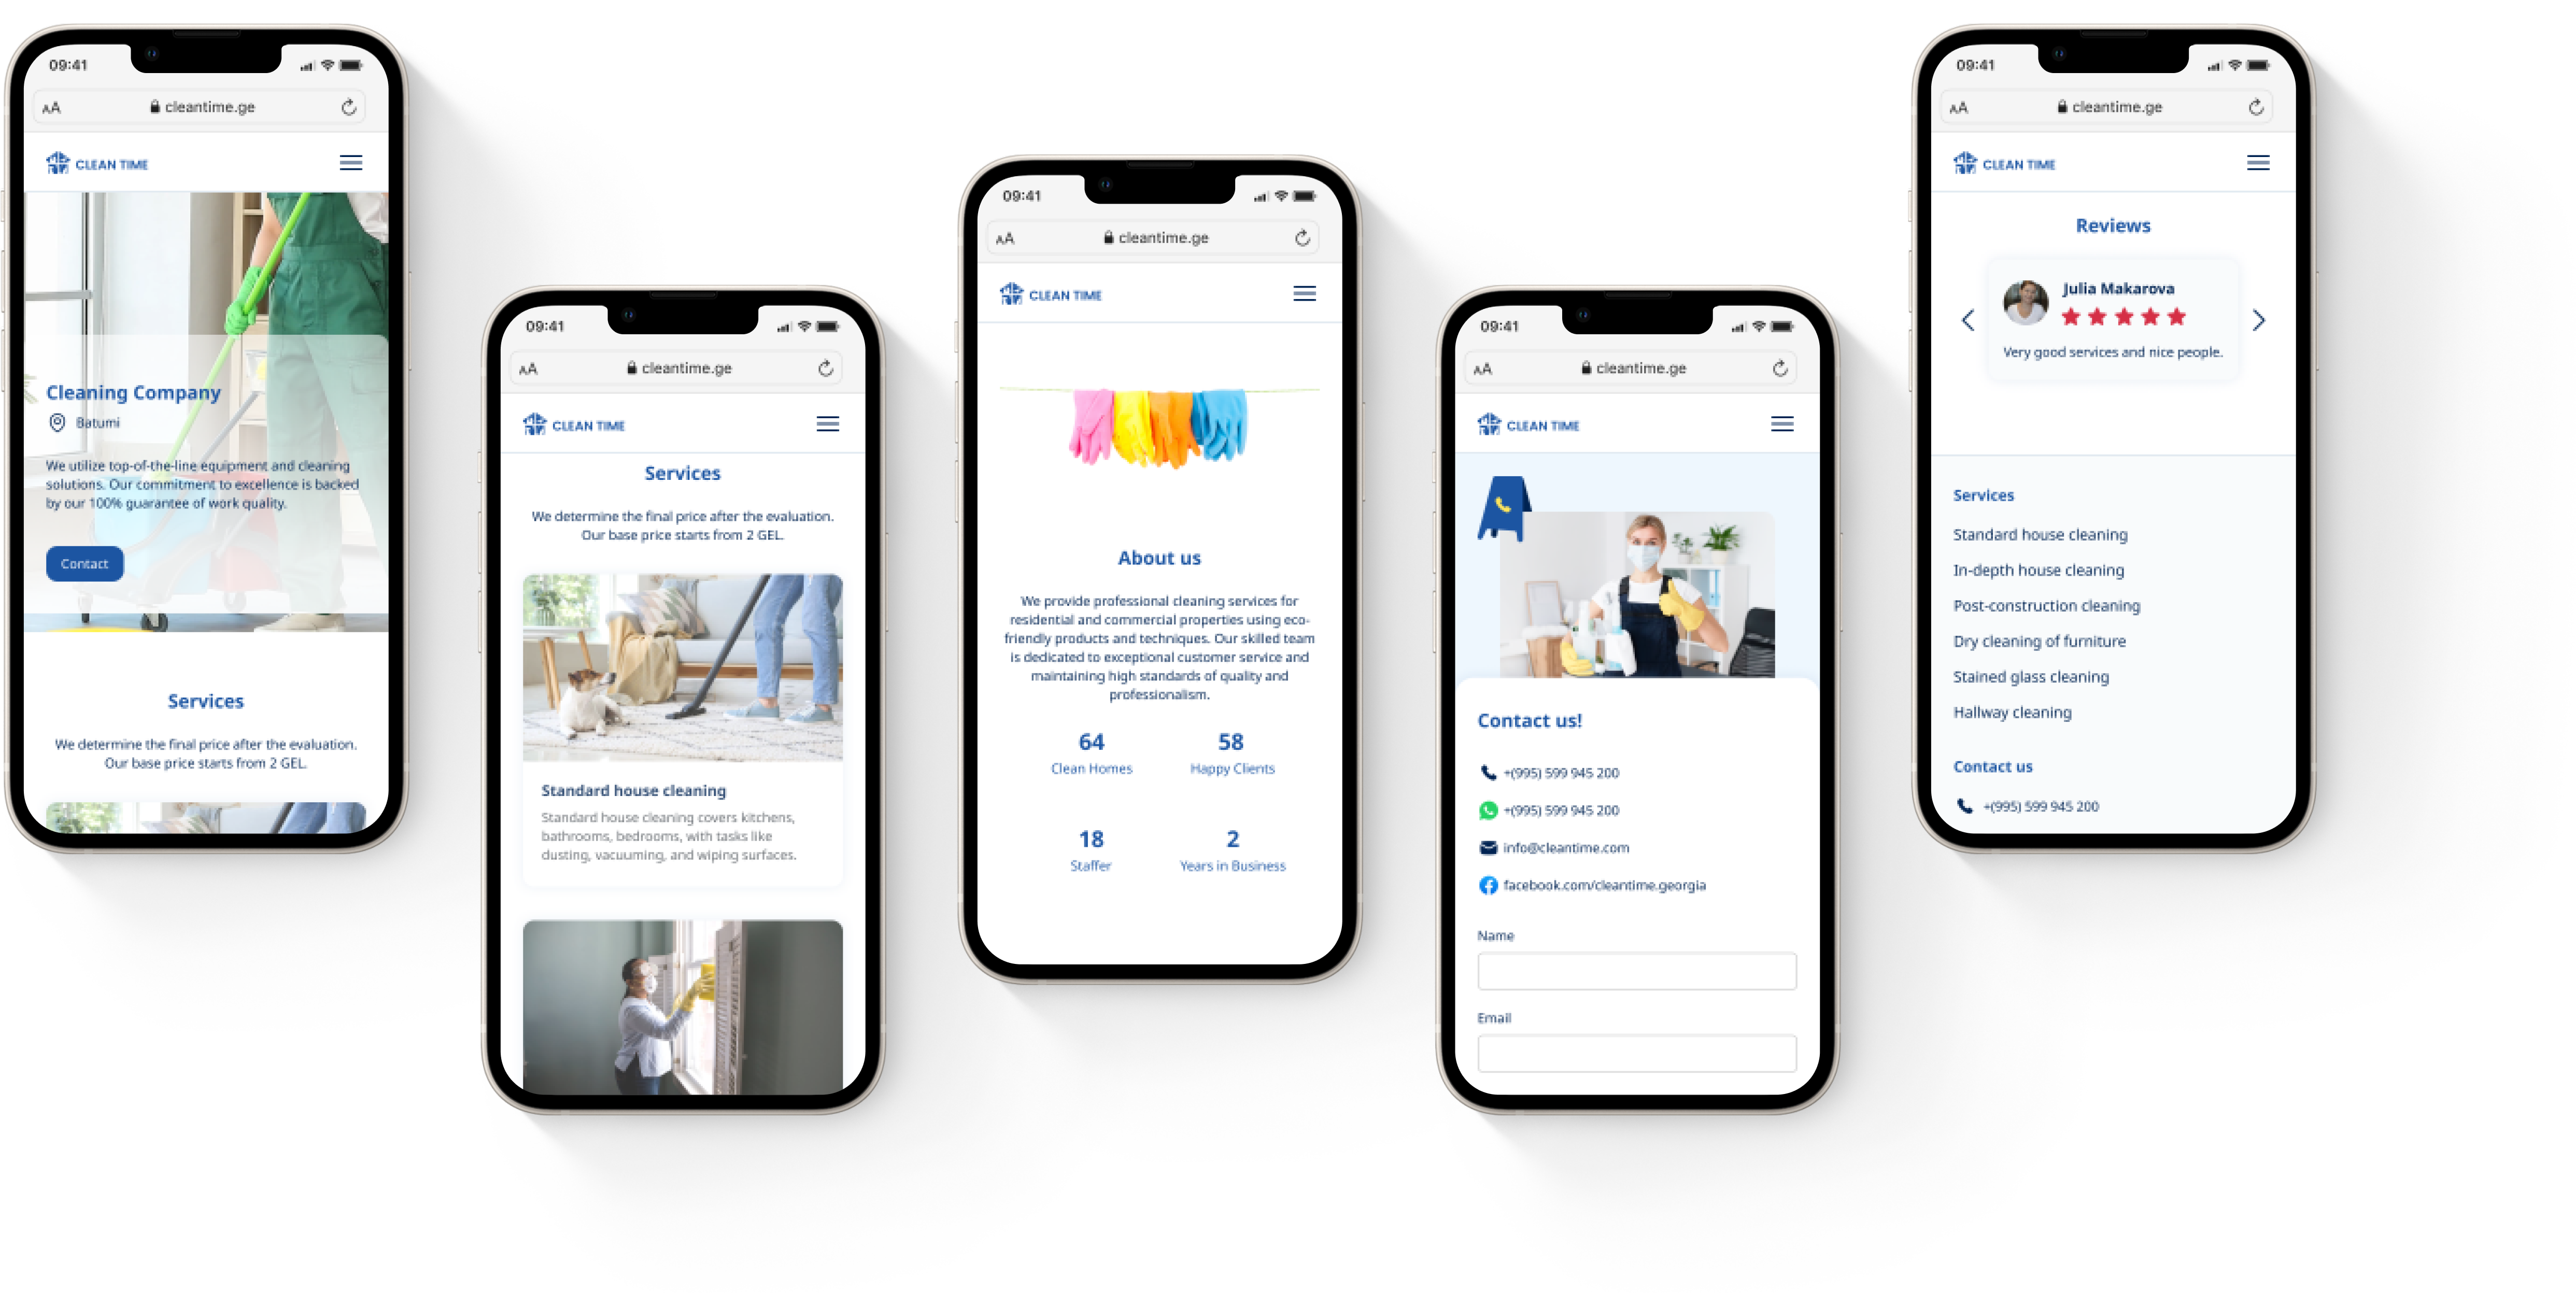 09:41
AA
cleantime.ge
CLEAN TIME
Cleaning Company
Batumi
We utilize top-of-the-line equipment and cleaning
solutions. Our commitment to excellence is backed
by our 100% guarantee of work quality.
Contact
Services
We determine the final price after the evaluation.
Our base price starts from 2 GEL.
09:41
AA
cleantime.ge
CLEAN TIME
Services
We determine the final price after the evaluation.
Our base price starts from 2 GEL.
Standard house cleaning
Standard house cleaning covers kitchens,
bathrooms, bedrooms, with tasks like
dusting, vacuuming, and wiping surfaces.
09:41
AA
cleantime.ge
CLEAN TIME
About us
We provide professional cleaning services for
residential and commercial properties using eco-
friendly products and techniques. Our skilled team
is dedicated to exceptional customer service and
maintaining high standards of quality and
professionalism.
64 58
Clean Homes Happy Clients
18 2
Staffer Years in Business
09:41
AA
cleantime.ge
CLEAN TIME
Contact us!
+(995) 599 945 200
+(995) 599 945 200
info@cleantime.com
facebook.com/cleantime.georgia
Name
Email
09:41
AA
cleantime.ge
CLEAN TIME
Reviews
Julia Makarova
Very good services and nice people.
Services
Standard house cleaning
In-depth house cleaning
Post-construction cleaning
Dry cleaning of furniture
Stained glass cleaning
Hallway cleaning
Contact us
+(995) 599 945 200